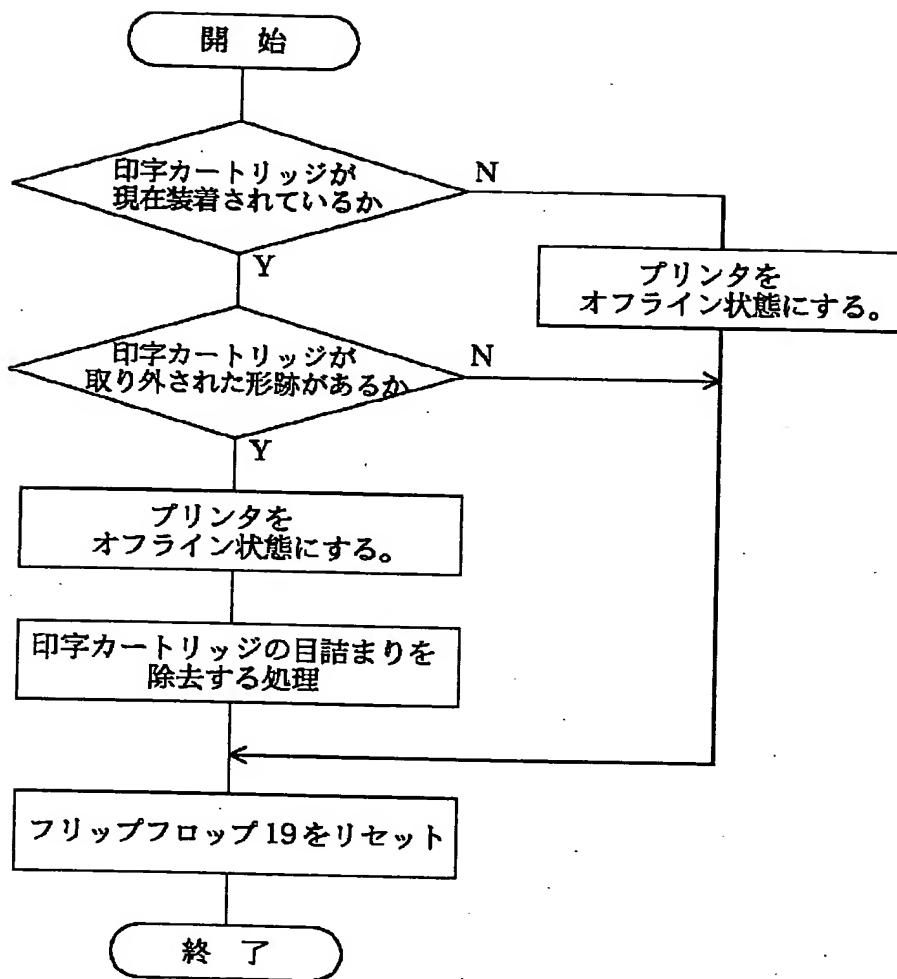 開 始
印字カートリッジが
現在装着されているか
N
Y
プリンタを
オフライン状態にする。
印字カートリッジが
取り外された形跡があるか
N
Y
プリンタを
オフライン状態にする。
印字カートリッジの目詰まりを
除去する処理
フリップフロップ19をリセット
終 了